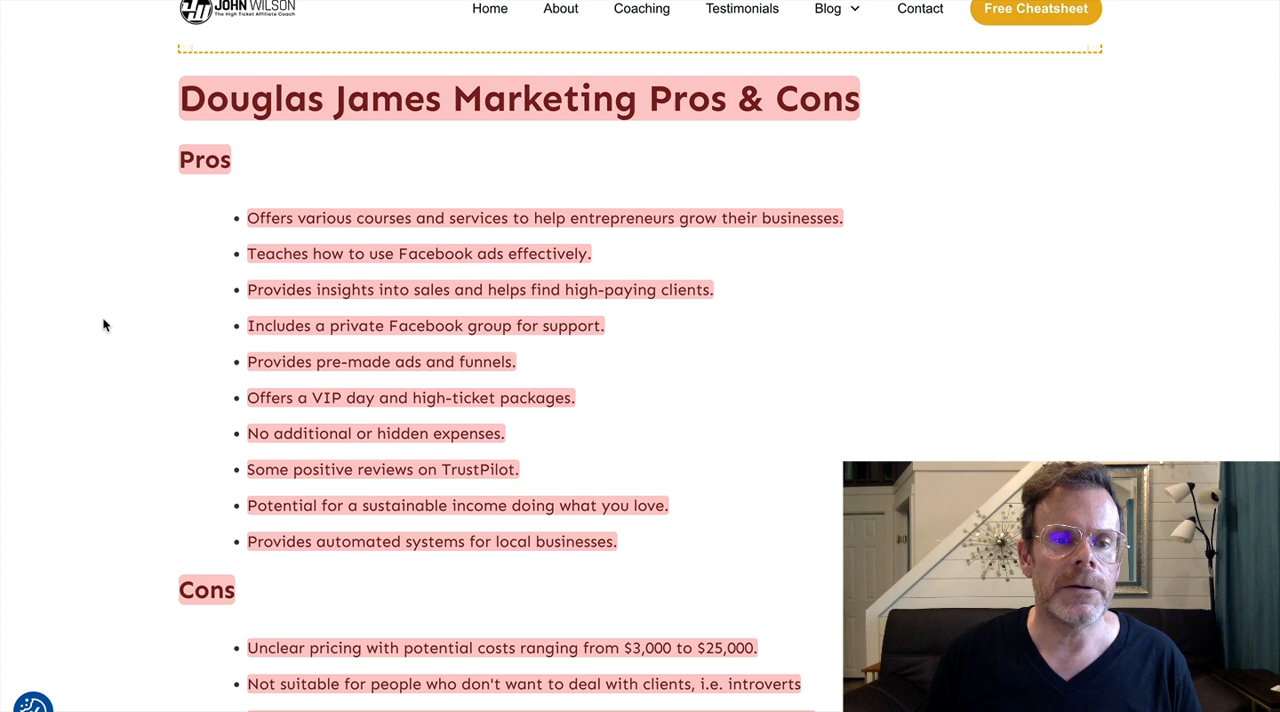 JOHN WILSON
The High Ticket Affiliate Coach
Home About Coaching Testimonials Blog Contact Free Cheatsheet
Douglas James Marketing Pros & Cons
Pros
• Offers various courses and services to help entrepreneurs grow their businesses.
• Teaches how to use Facebook ads effectively.
• Provides insights into sales and helps find high-paying clients.
• Includes a private Facebook group for support.
• Provides pre-made ads and funnels.
• Offers a VIP day and high-ticket packages.
• No additional or hidden expenses.
• Some positive reviews on TrustPilot.
• Potential for a sustainable income doing what you love.
• Provides automated systems for local businesses.
Cons
• Unclear pricing with potential costs ranging from $3,000 to $25,000.
• Not suitable for people who don't want to deal with clients, i.e. introverts